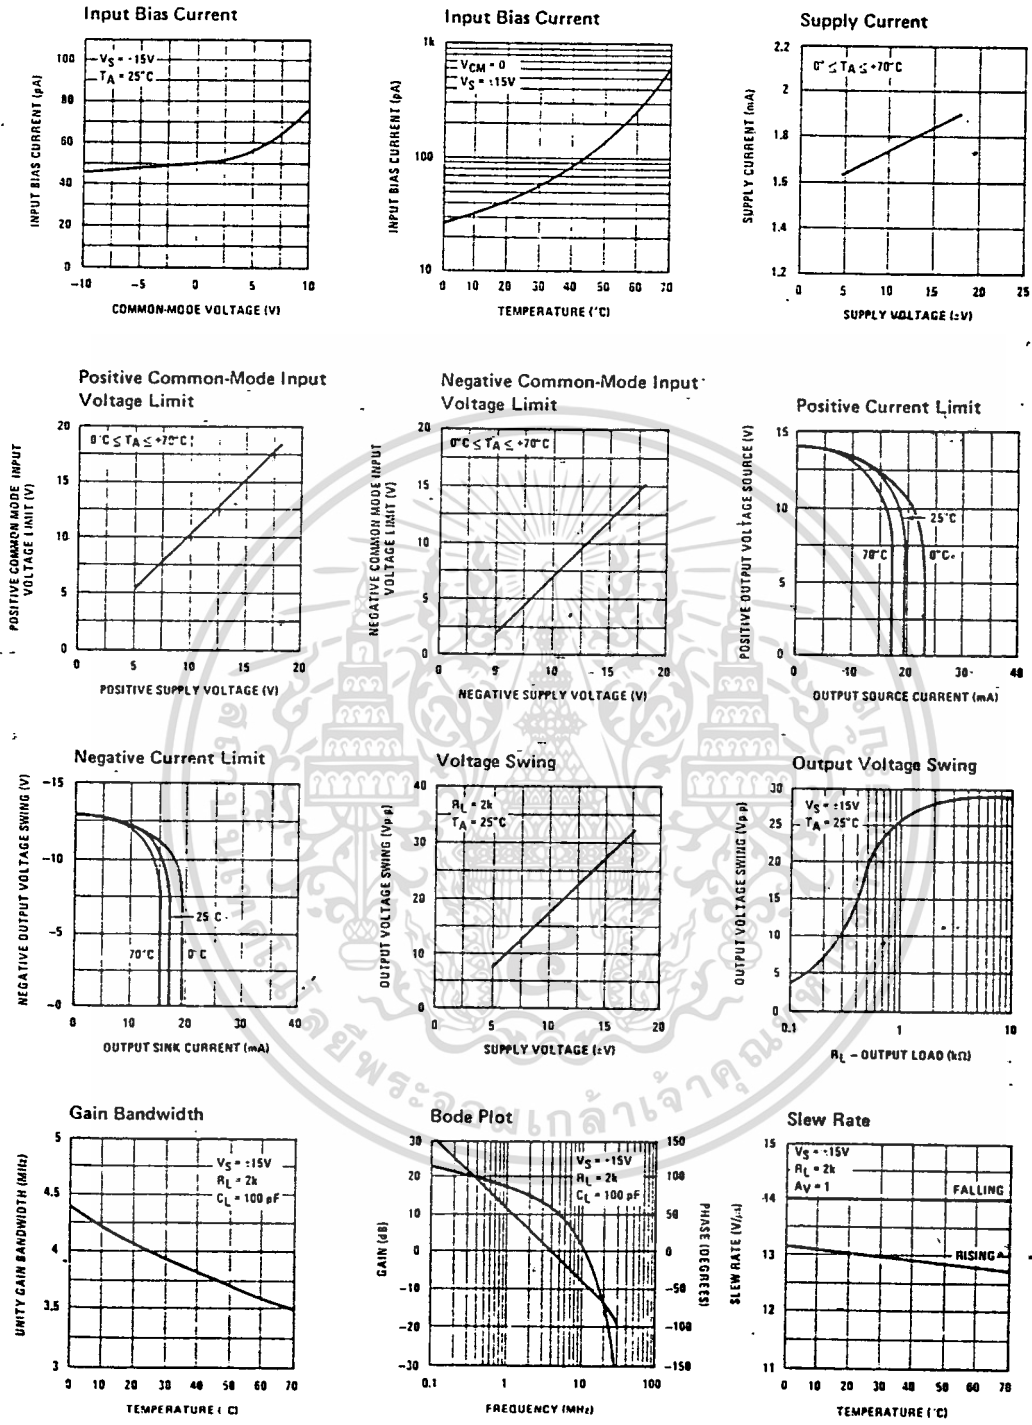 Input Bias Current
INPUT BIAS CURRENT (pA)
100
80
60
40
20
0
VS = ±15V
TA = 25°C
-10 -5 0 5 10
COMMON-MODE VOLTAGE (V)
Input Bias Current
INPUT BIAS CURRENT (pA)
1k
100
10
VCM = 0
VS = ±15V
0 10 20 30 40 50 60 70
TEMPERATURE (°C)
Supply Current
SUPPLY CURRENT (mA)
2.2
2
1.8
1.6
1.4
1.2
0° ≤ TA ≤ +70°C
0 5 10 15 20 25
SUPPLY VOLTAGE (±V)
Positive Common-Mode Input
Voltage Limit
POSITIVE COMMON MODE INPUT
VOLTAGE LIMIT (V)
20
15
10
5
0
0°C ≤ TA ≤ +70°C
0 5 10 15 20
POSITIVE SUPPLY VOLTAGE (V)
Negative Common-Mode Input
Voltage Limit
NEGATIVE COMMON MODE INPUT
VOLTAGE LIMIT (V)
20
15
10
5
0
0°C ≤ TA ≤ +70°C
0 5 10 15 20
NEGATIVE SUPPLY VOLTAGE (V)
Positive Current Limit
POSITIVE OUTPUT VOLTAGE SOURCE (V)
15
10
5
0
25°C
70°C 0°C
0 10 20 30 40
OUTPUT SOURCE CURRENT (mA)
Negative Current Limit
NEGATIVE OUTPUT VOLTAGE SWING (V)
-15
-10
-5
-0
25 C
70°C 0°C
0 10 20 30 40
OUTPUT SINK CURRENT (mA)
Voltage Swing
OUTPUT VOLTAGE SWING (Vp p)
40
30
20
10
0
RL = 2k
TA = 25°C
0 5 10 15 20
SUPPLY VOLTAGE (±V)
Output Voltage Swing
OUTPUT VOLTAGE SWING (Vp p)
30
25
20
15
10
5
0
VS = ±15V
TA = 25°C
0.1 1 10
RL – OUTPUT LOAD (kΩ)
Gain Bandwidth
UNITY GAIN BANDWIDTH (MHz)
5
4.5
4
3.5
3
VS = ±15V
RL = 2k
CL = 100 pF
0 10 20 30 40 50 60 70
TEMPERATURE ( C)
Bode Plot
GAIN (dB)
30
20
10
0
-10
-20
-30
VS = ±15V
RL = 2k
CL = 100 pF
150
100
50
0
-50
-100
-150
PHASE (DEGREES)
0.1 1 10 100
FREQUENCY (MHz)
Slew Rate
SLEW RATE (V/µs)
15
14
13
12
11
VS = ±15V
RL = 2k
AV = 1
FALLING
RISING
0 10 20 30 40 50 60 70
TEMPERATURE (°C)